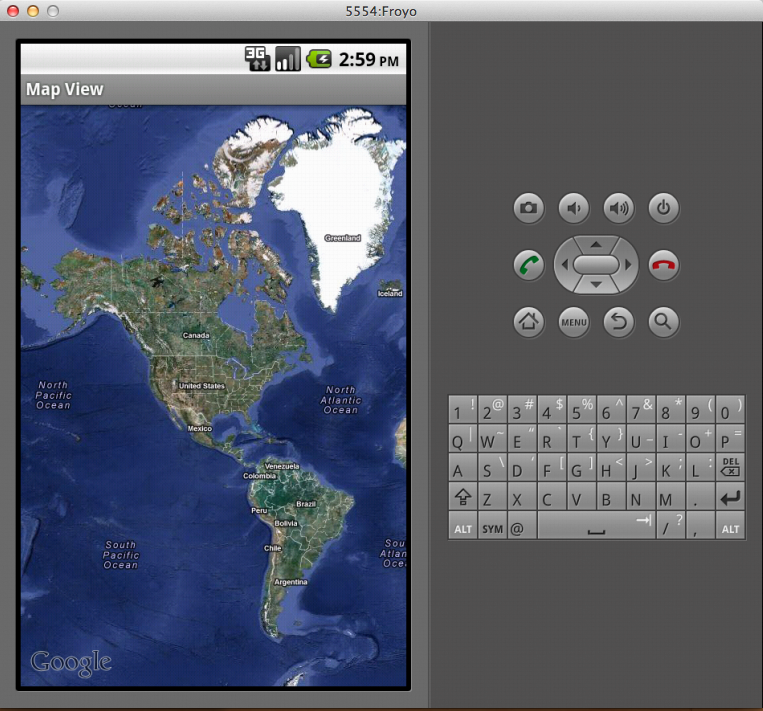 5554:Froyo
3G 2:59 PM
Map View
Ocean
Greenland
Iceland
Canada
United States
North
Pacific
Ocean
North
Atlantic
Ocean
Mexico
Venezuela
Colombia
Brazil
Peru
Bolivia
Chile
Argentina
South
Pacific
Ocean
Sou
Atlan
Oce
Google
MENU
1 ! 2 @ 3 # 4 $ 5 % 6 ^ 7 & 8 * 9 ( 0 )
Q | W ~ E " R ` T { Y } U _ I - O + P =
A S \ D ' F [ G ] H < J > K ; L : DEL
Z X C V B N M .
ALT SYM @ / ? , ALT